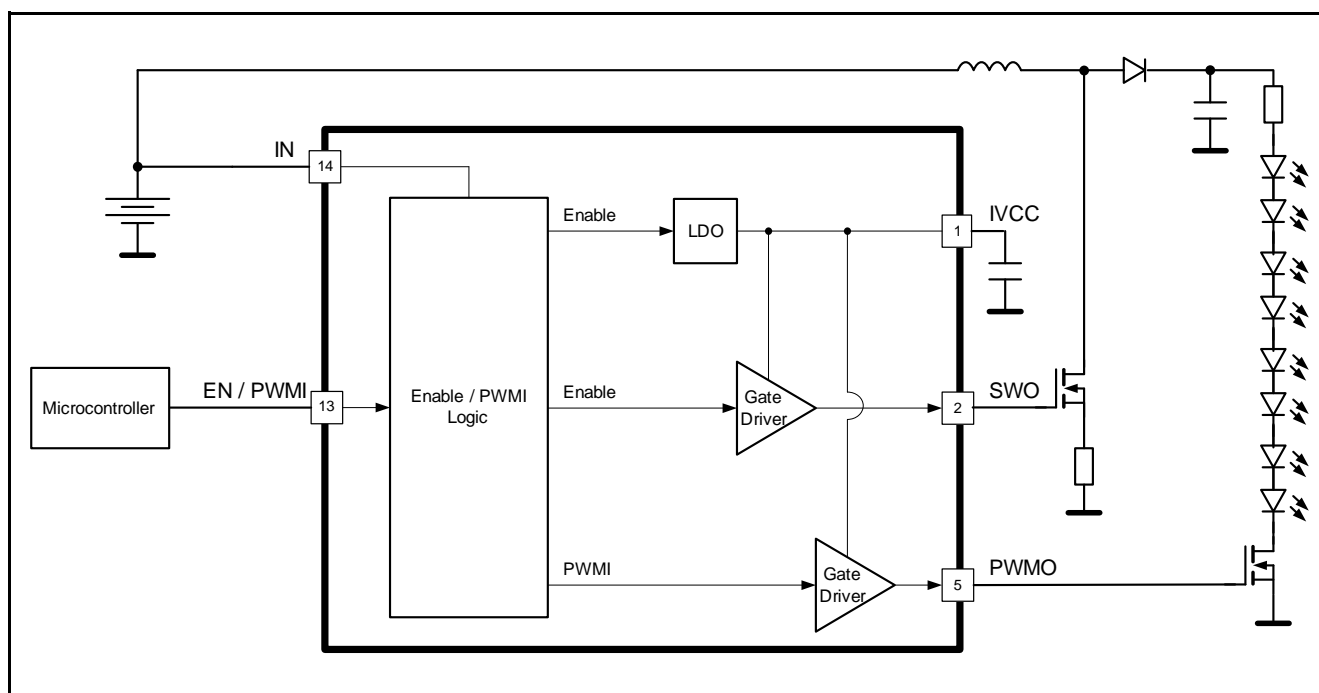 IN
14
Enable
LDO
1
IVCC
Microcontroller
EN / PWMI
13
Enable / PWMI
Logic
Enable
Gate
Driver
2
SWO
PWMI
Gate
Driver
5
PWMO